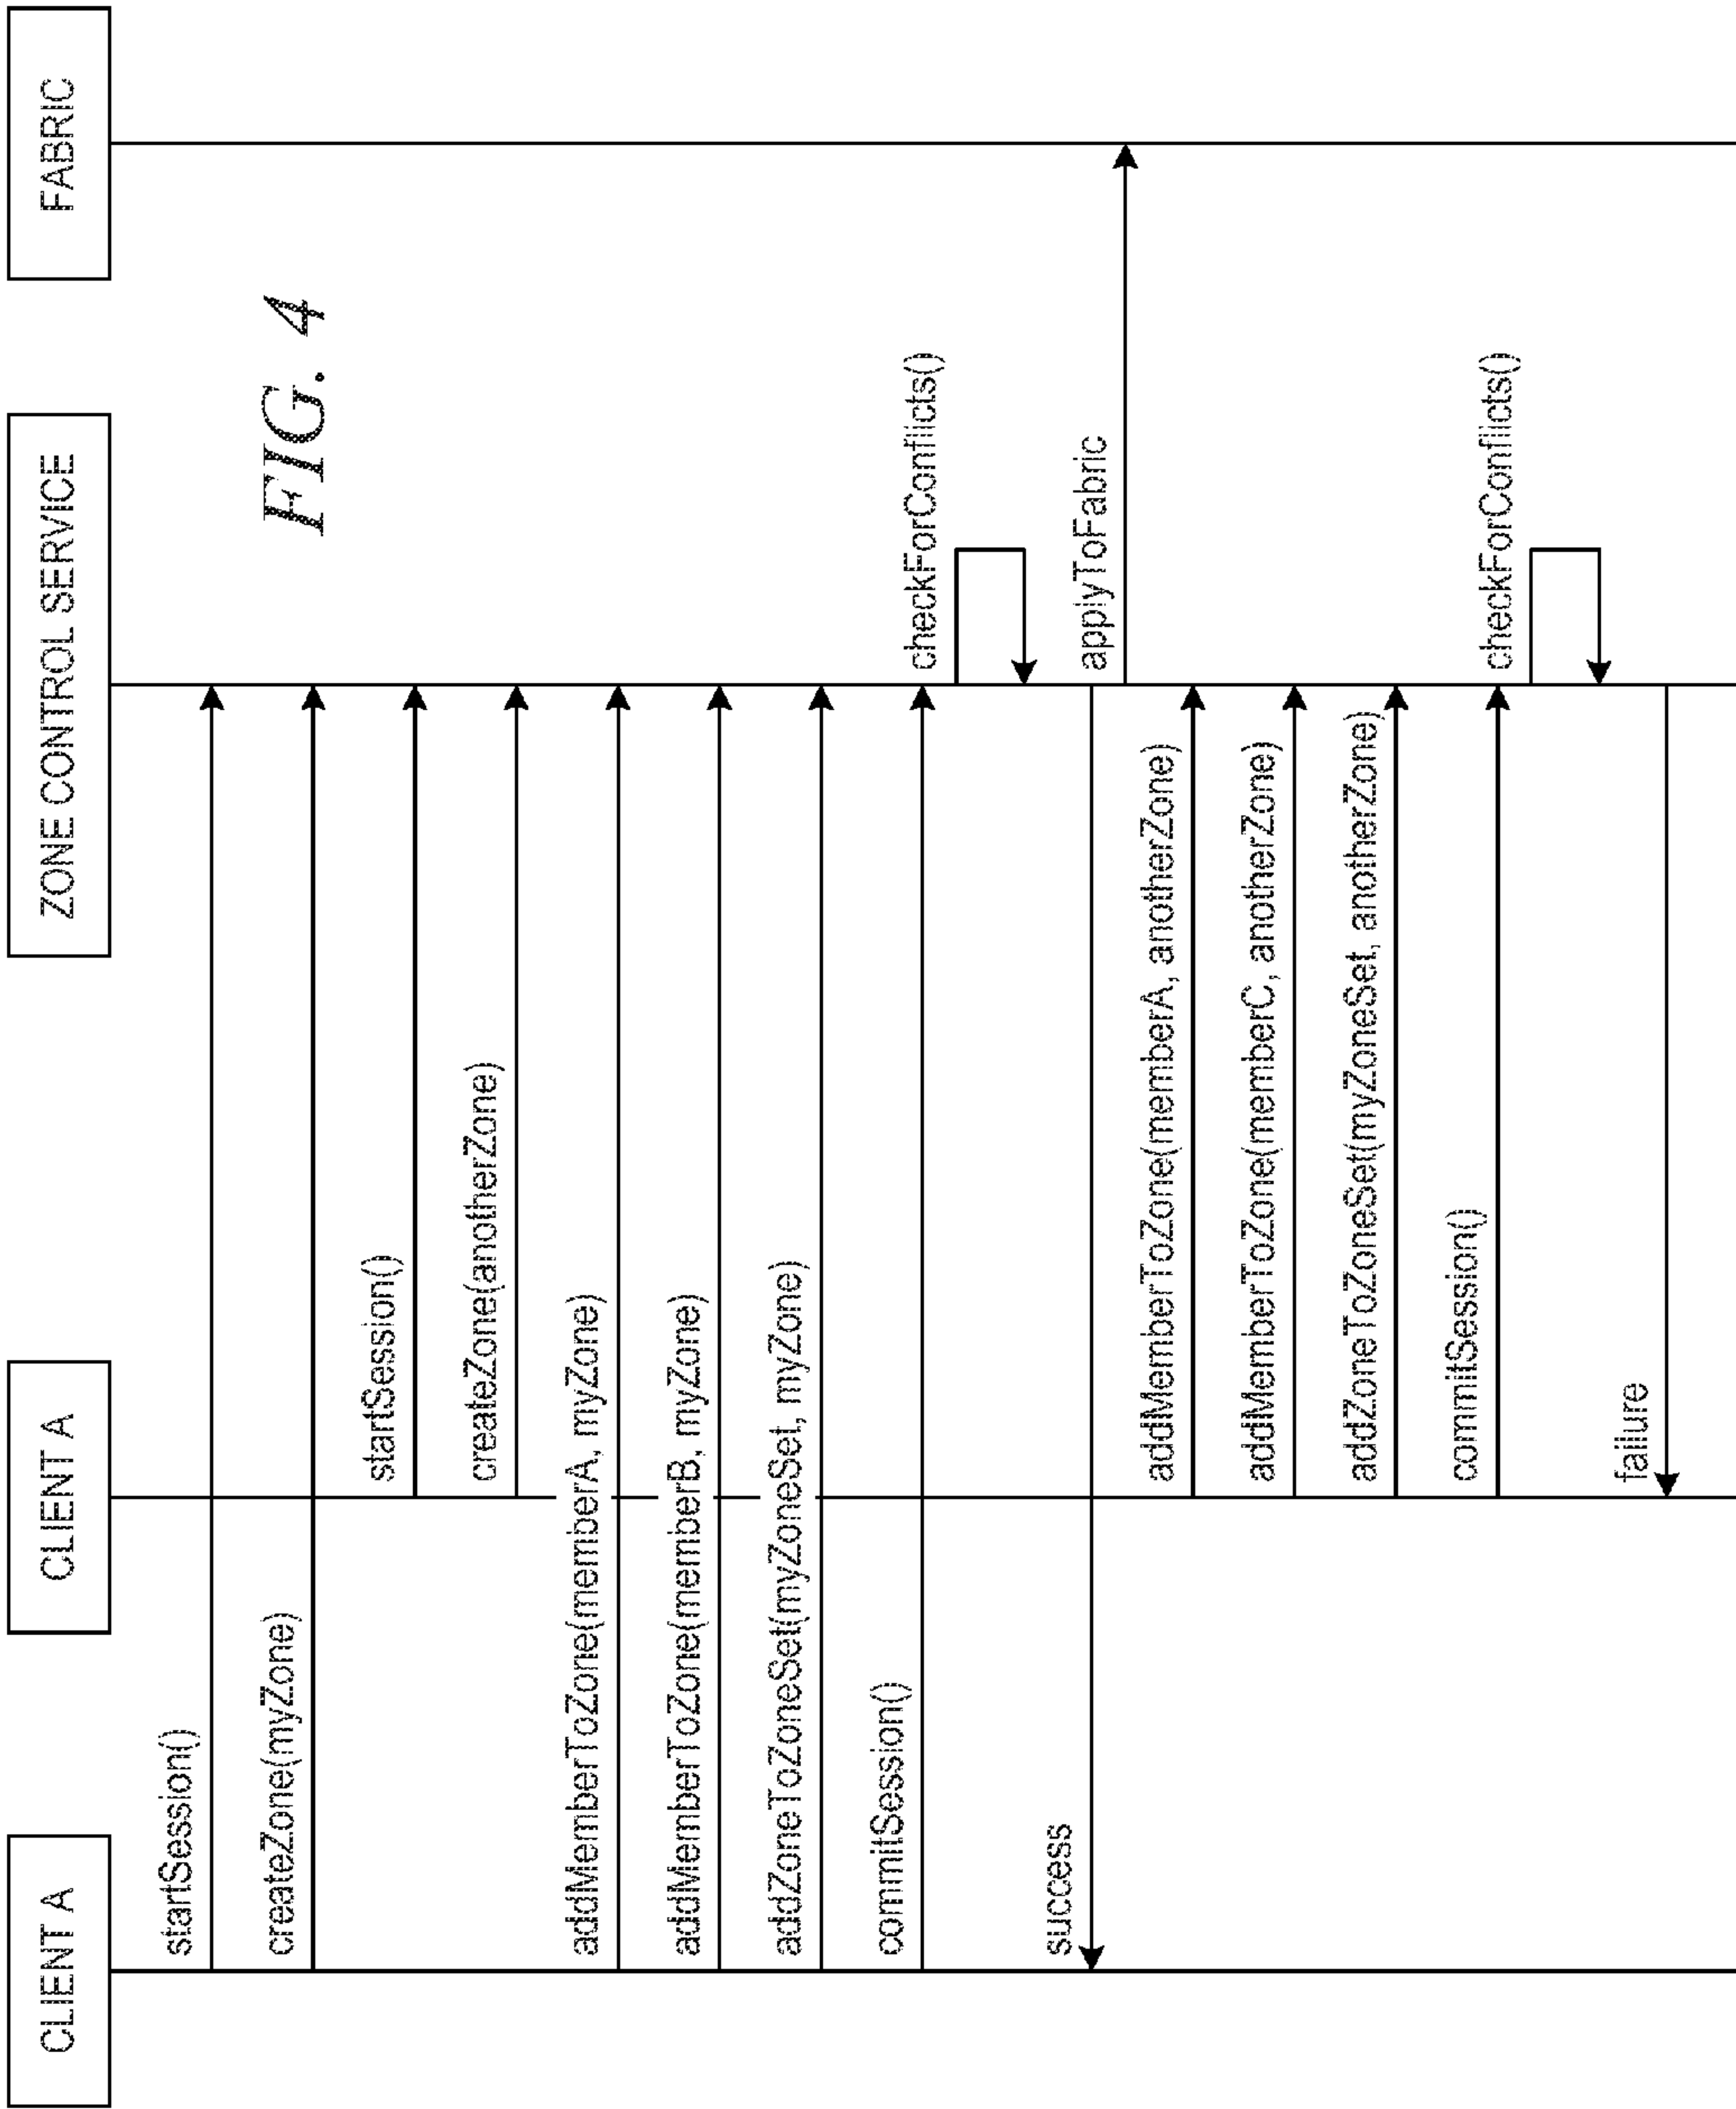 CLIENT A
CLIENT A
ZONE CONTROL SERVICE
FABRIC
startSession()
createZone(myZone)
FIG. 4
startSession()
createZone(anotherZone)
addMemberToZone(memberA, myZone)
addMemberToZone(memberB, myZone)
addZoneToZoneSet(myZoneSet, myZone)
commitSession()
checkForConflicts()
success
applyToFabric
addMemberToZone(memberA, anotherZone)
addMemberToZone(memberC, anotherZone)
addZoneToZoneSet(myZoneSet, anotherZone)
commitSession()
checkForConflicts()
failure